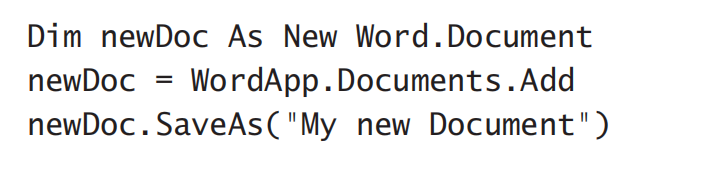 Dim newDoc As New Word.Document
newDoc = WordApp.Documents.Add
newDoc.SaveAs("My new Document")